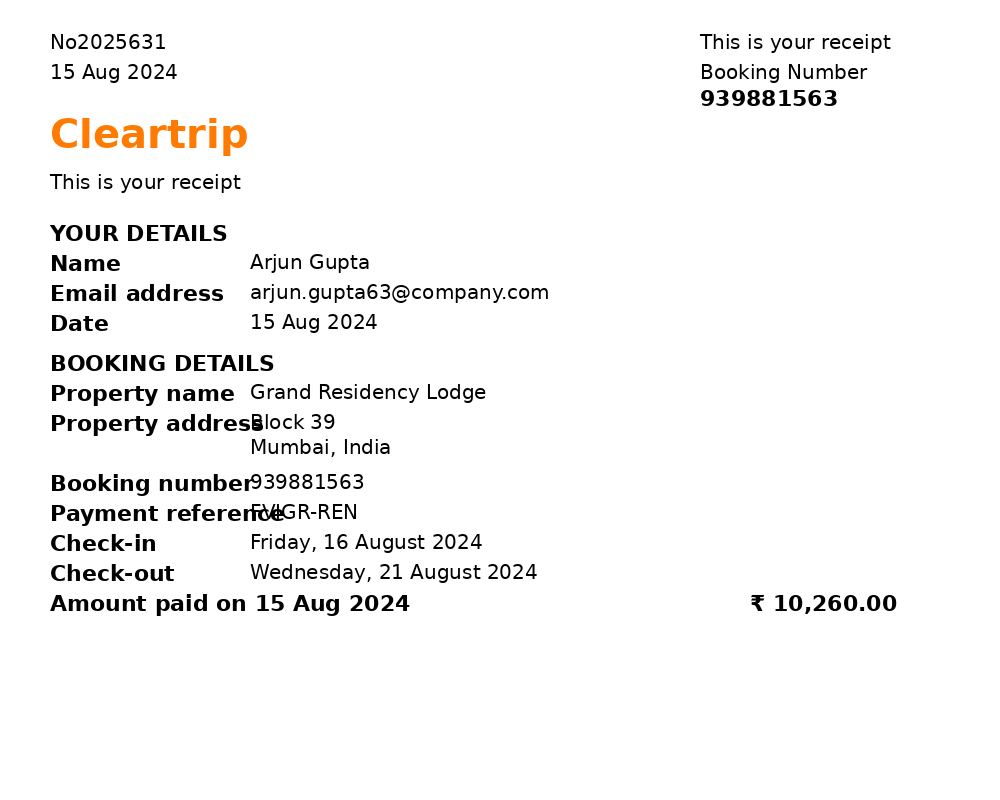 No2025631
15 Aug 2024
This is your receipt
Booking Number
939881563
Cleartrip
This is your receipt
YOUR DETAILS
Name Arjun Gupta
Email address arjun.gupta63@company.com
Date 15 Aug 2024
BOOKING DETAILS
Property name Grand Residency Lodge
Property address Block 39
Mumbai, India
Booking number 939881563
Payment reference
Check-in Friday, 16 August 2024
Check-out Wednesday, 21 August 2024
Amount paid on 15 Aug 2024 ₹ 10,260.00